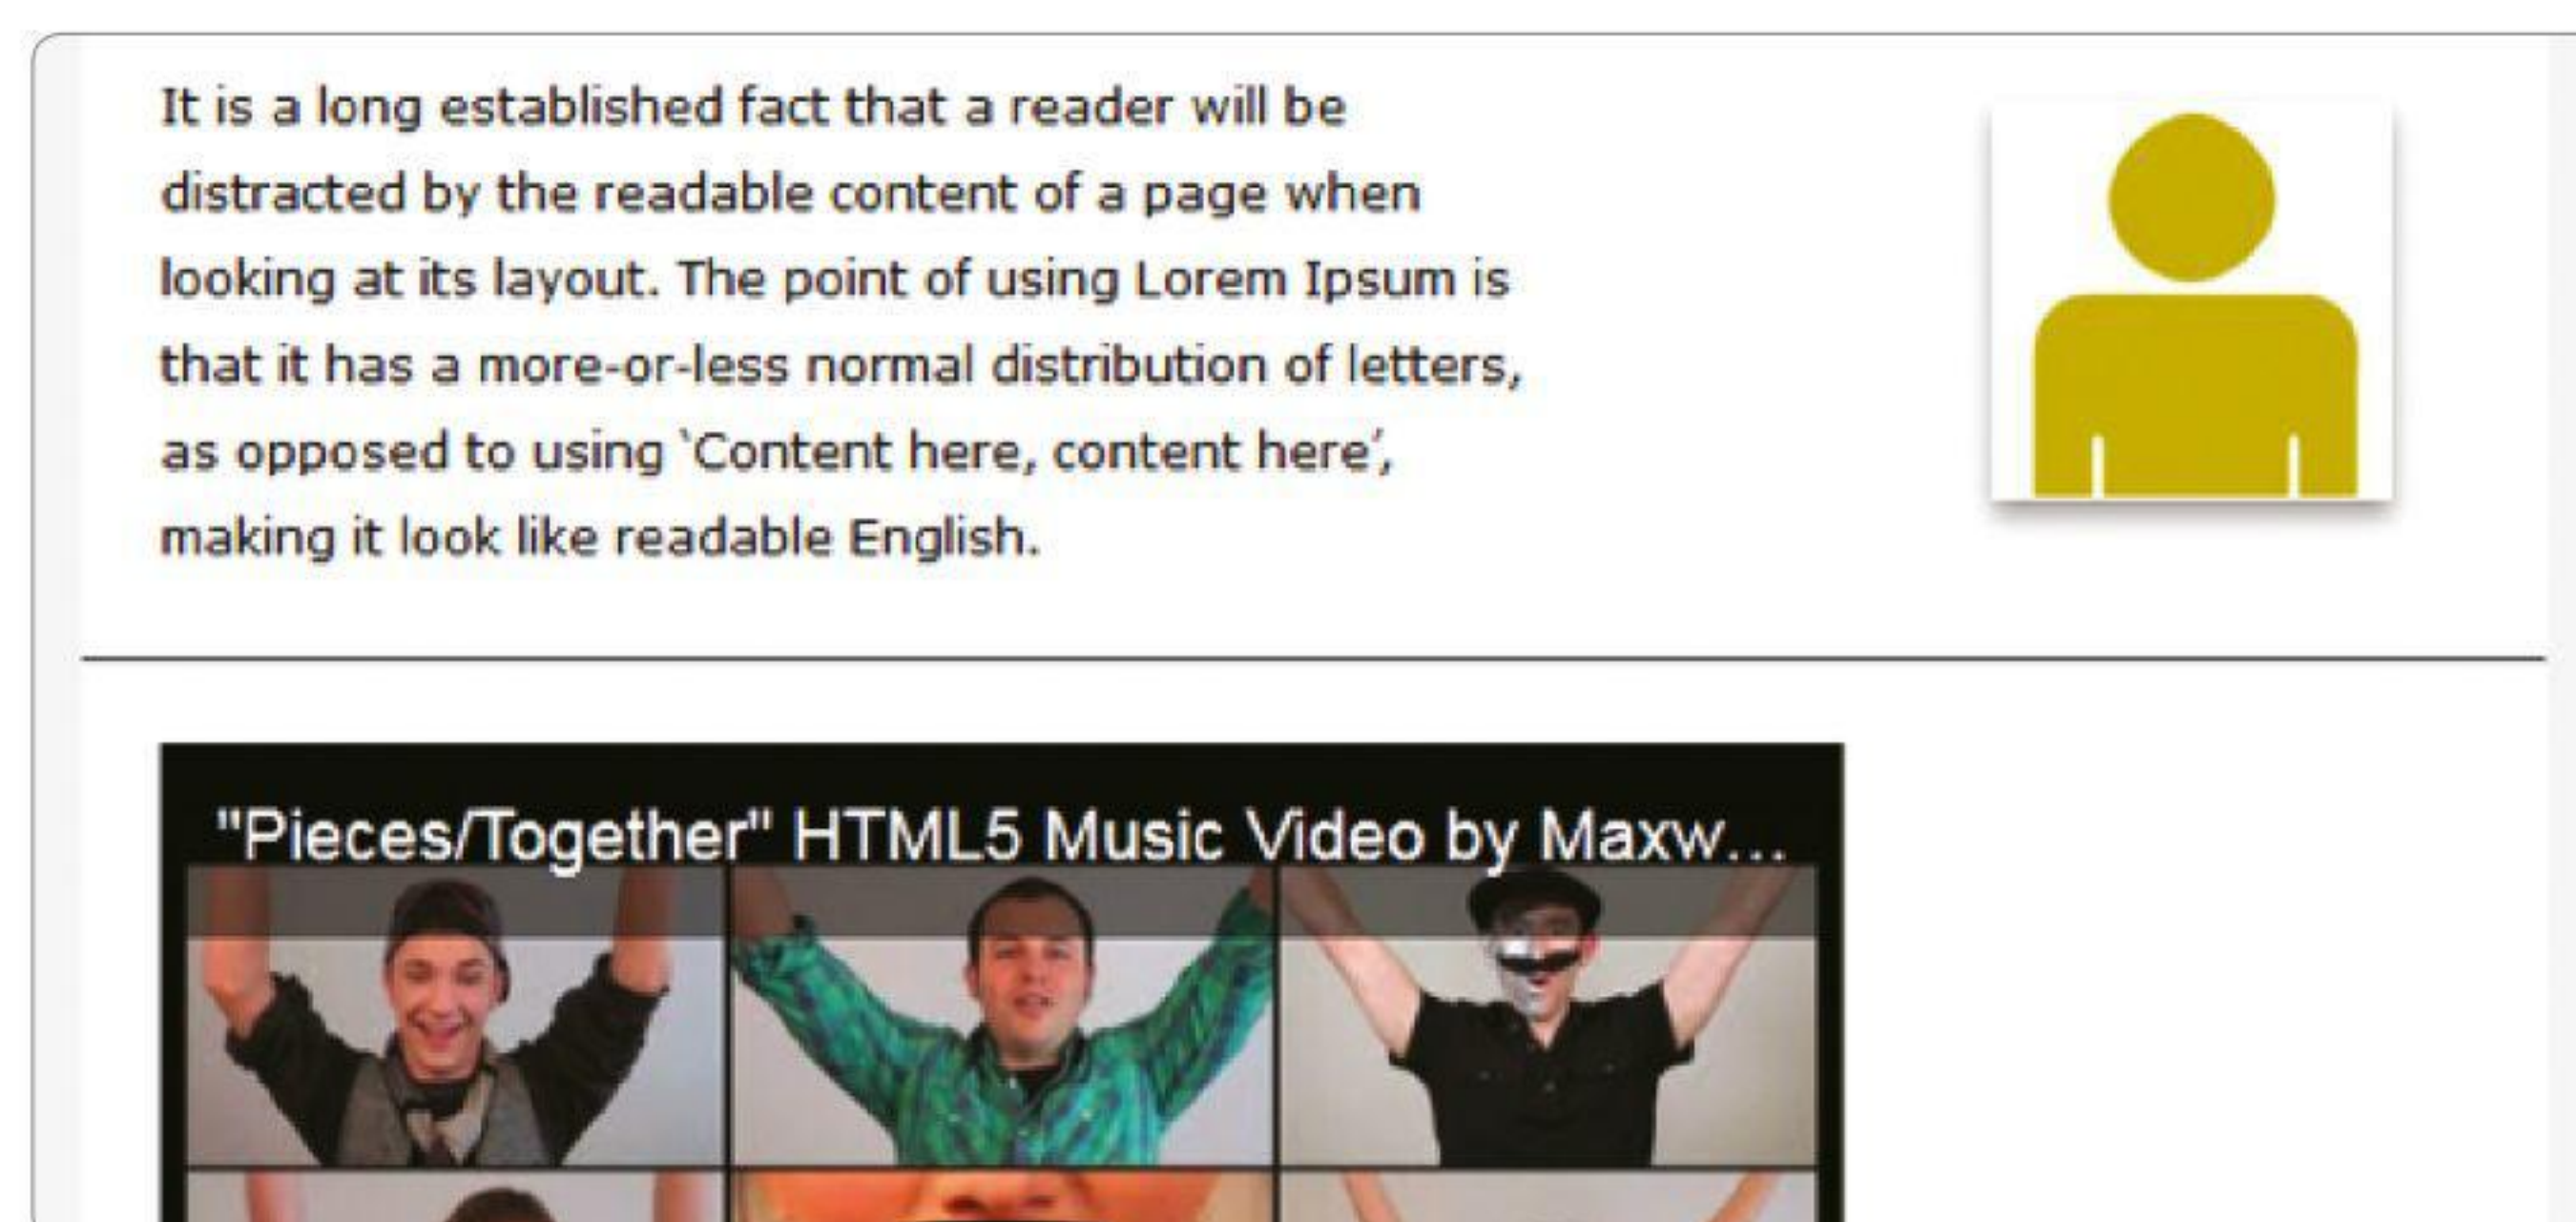 It is a long established fact that a reader will be
distracted by the readable content of a page when
looking at its layout. The point of using Lorem Ipsum is
that it has a more-or-less normal distribution of letters,
as opposed to using ‘Content here, content here’,
making it look like readable English.
"Pieces/Together" HTML5 Music Video by Maxw...